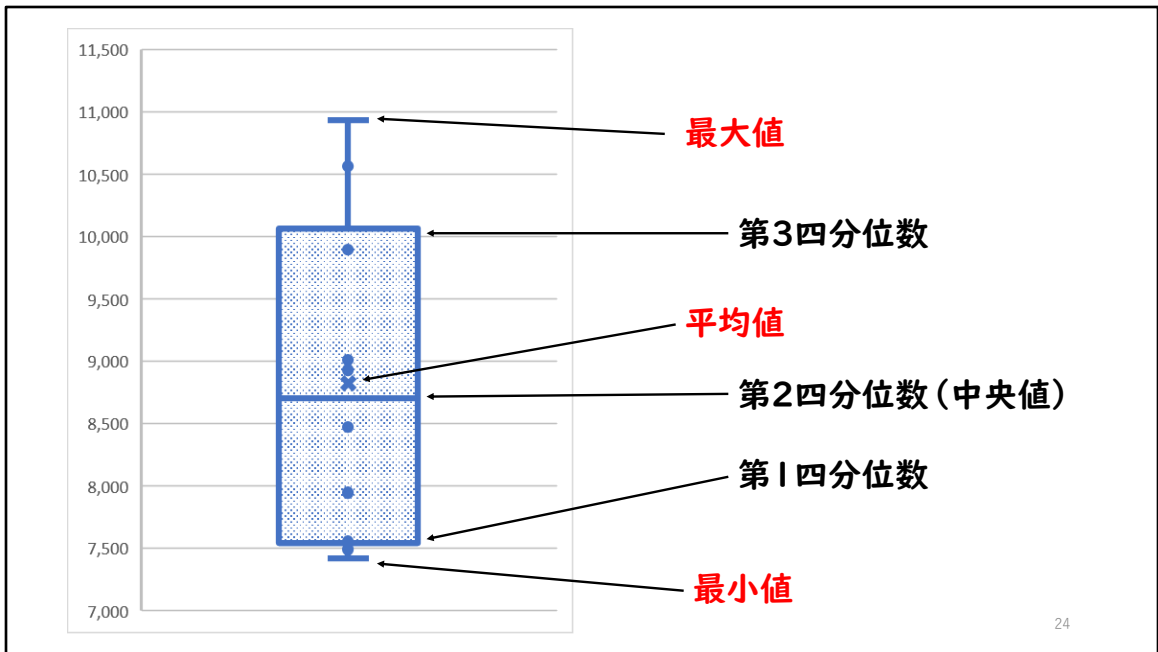 11,500
11,000
10,500
10,000
9,500
9,000
8,500
8,000
7,500
7,000
最大値
第3四分位数
平均値
第2四分位数(中央値)
第1四分位数
最小値
24